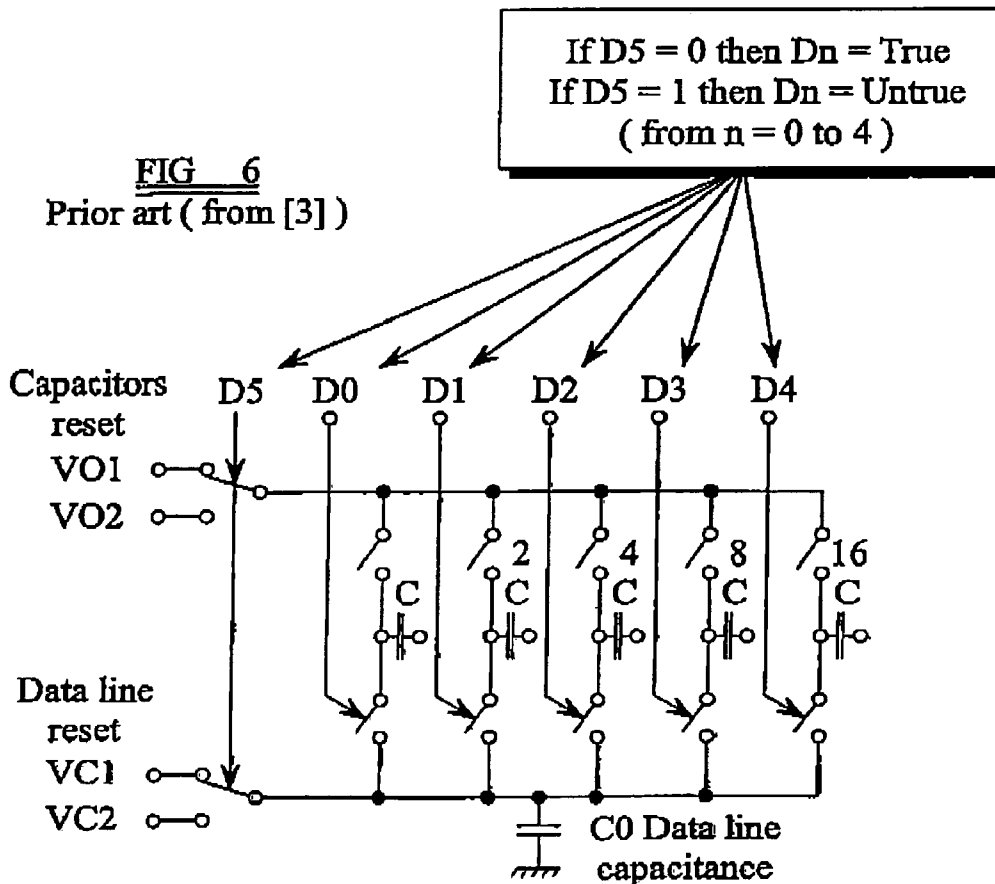 If D5 = 0 then Dn = True
If D5 = 1 then Dn = Untrue
( from n = 0 to 4 )
FIG 6
Prior art ( from [3] )
Capacitors
reset
D5 D0 D1 D2 D3 D4
VO1
VO2
2 4 8 16
C C C C C
Data line
reset
VC1
VC2
C0 Data line
capacitance